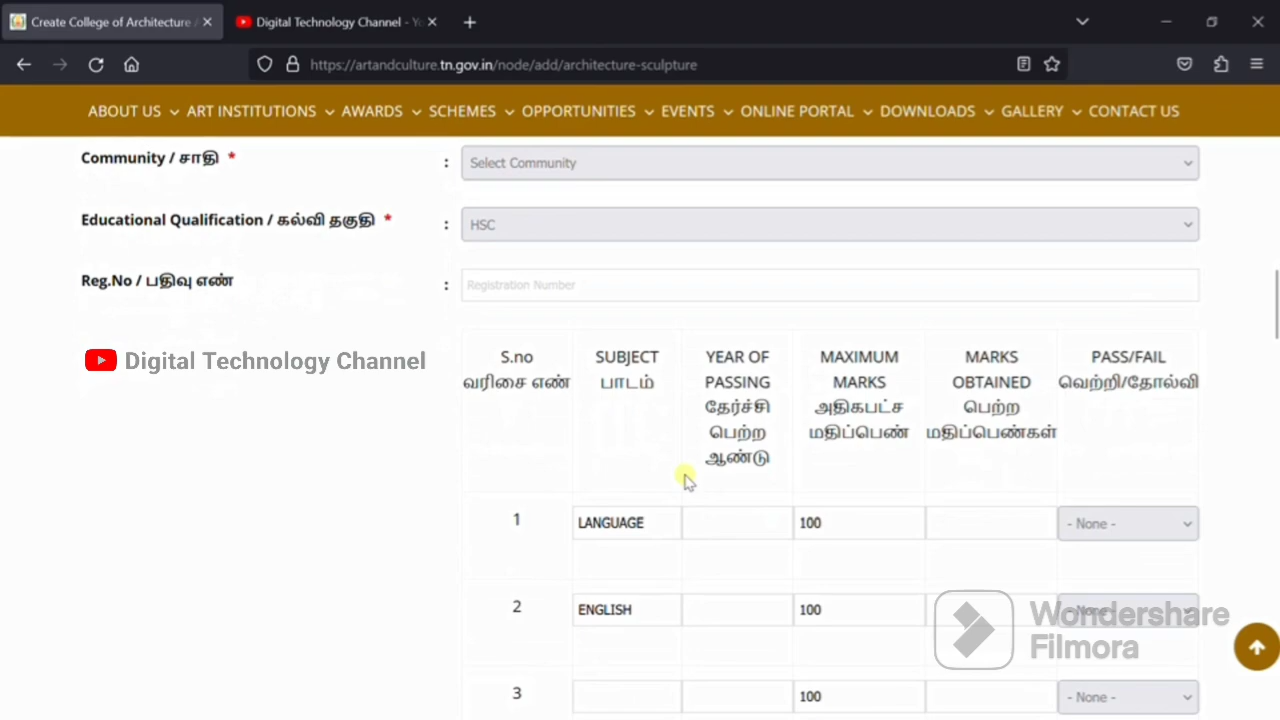 Create College of Architecture
Digital Technology Channel - Yo
https://artandculture.tn.gov.in/node/add/architecture-sculpture
ABOUT US ART INSTITUTIONS AWARDS SCHEMES OPPORTUNITIES EVENTS ONLINE PORTAL DOWNLOADS GALLERY CONTACT US
Community / சாதி * : Select Community
Educational Qualification / கல்வி தகுதி * : HSC
Reg.No / பதிவு எண் : Registration Number
Digital Technology Channel
S.no SUBJECT YEAR OF MAXIMUM MARKS PASS/FAIL
வரிசை எண் பாடம் PASSING MARKS OBTAINED வெற்றி/தோல்வி
தேர்ச்சி அதிகபட்ச பெற்ற
பெற்ற மதிப்பெண் மதிப்பெண்கள்
ஆண்டு
1 LANGUAGE 100 - None -
2 ENGLISH 100 - None -
Wondershare
Filmora
3 100 - None -